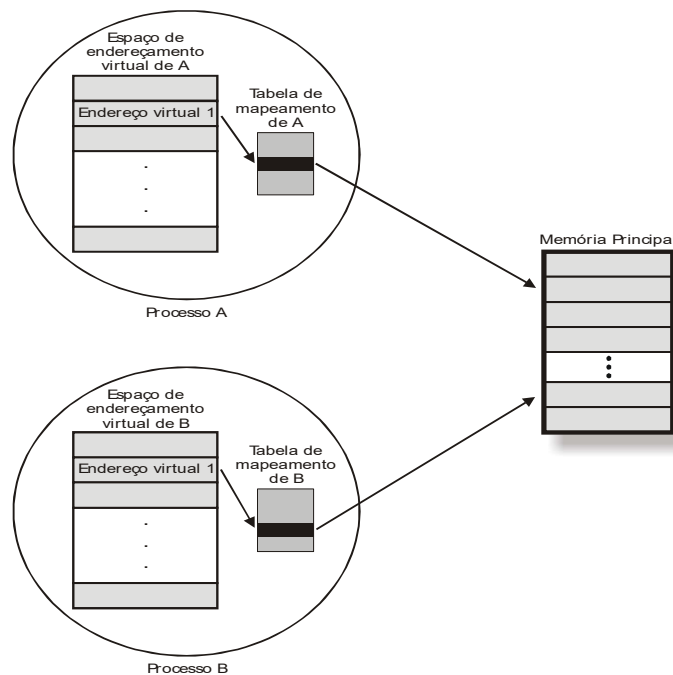 Espaço de
endereçamento
virtual de A
Endereço virtual 1
Tabela de
mapeamento
de A
Processo A
Memória Principa
Espaço de
endereçamento
virtual de B
Endereço virtual 1
Tabela de
mapeamento
de B
Processo B